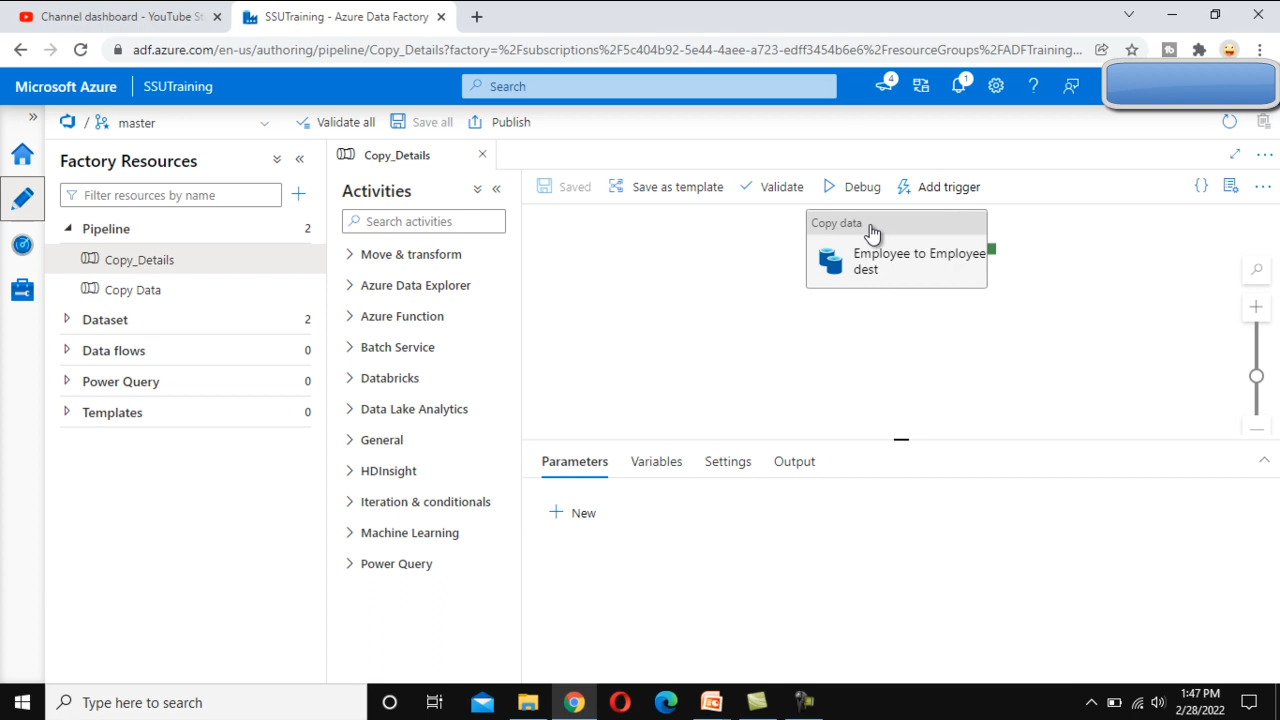 Channel dashboard - YouTube St
SSUTraining - Azure Data Factory
adf.azure.com/en-us/authoring/pipeline/Copy_Details?factory=%2Fsubscriptions%2F5c404b92-5e44-4aee-a723-edff3454b6e6%2FresourceGroups%2FADFTraining...
Microsoft Azure
SSUTraining
Search
4
1
/ master
Validate all
Save all
Publish
Factory Resources
Filter resources by name
Pipeline 2
Copy_Details
Copy Data
Dataset 2
Data flows 0
Power Query 0
Templates 0
Copy_Details
Activities
Search activities
Move & transform
Azure Data Explorer
Azure Function
Batch Service
Databricks
Data Lake Analytics
General
HDInsight
Iteration & conditionals
Machine Learning
Power Query
Saved
Save as template
Validate
Debug
Add trigger
Copy data
Employee to Employee
dest
Parameters
Variables
Settings
Output
New
Type here to search
1:47 PM
2/28/2022